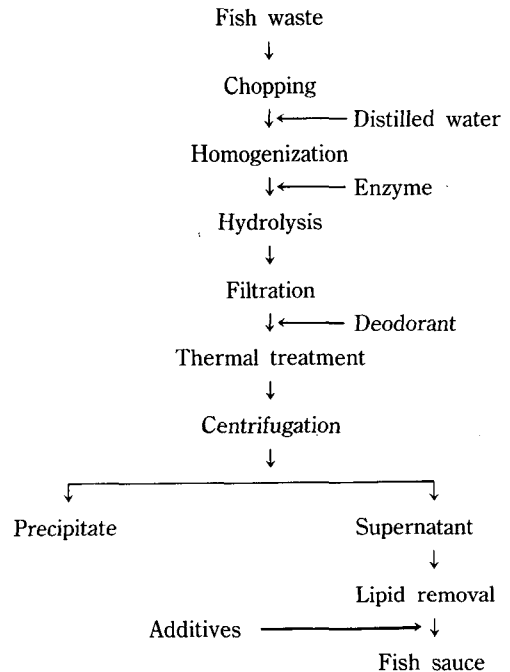 Fish waste
Chopping
Distilled water
Homogenization
Enzyme
Hydrolysis
Filtration
Deodorant
Thermal treatment
Centrifugation
Precipitate
Supernatant
Lipid removal
Additives
Fish sauce